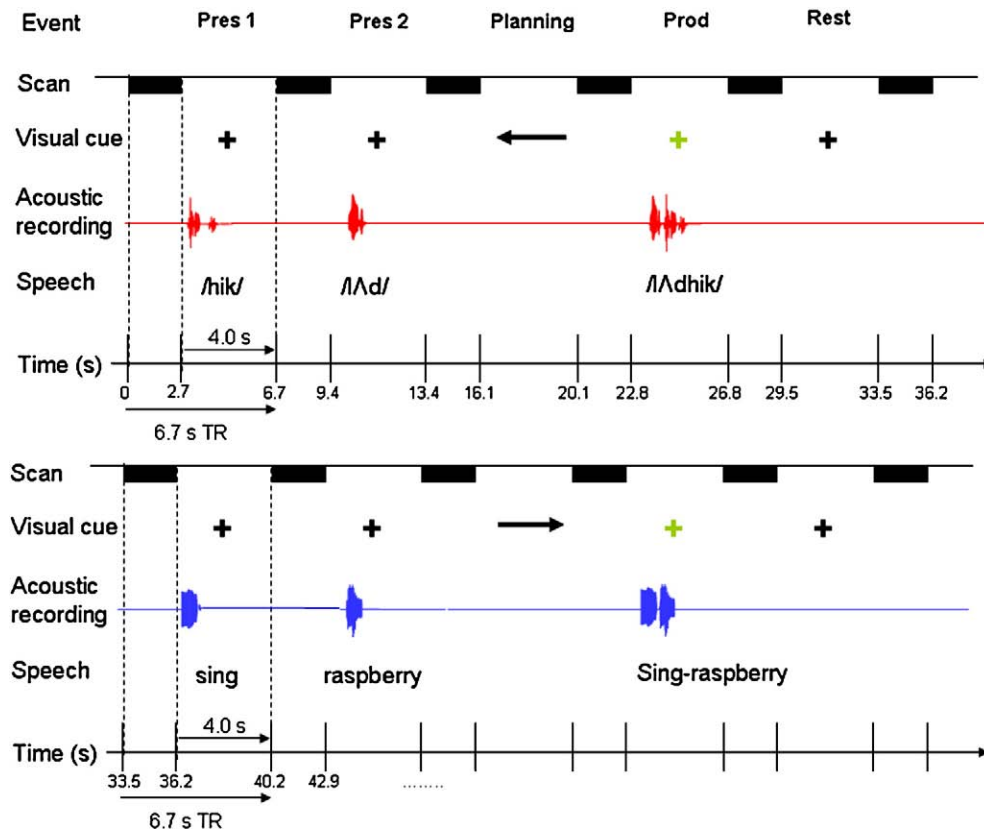 Event Pres 1 Pres 2 Planning Prod Rest
Scan
Visual cue
Acoustic
recording
Speech /hik/ /lΛd/ /lΛdhik/
4.0 s
Time (s)
0 2.7 6.7 9.4 13.4 16.1 20.1 22.8 26.8 29.5 33.5 36.2
6.7 s TR
Scan
Visual cue
Acoustic
recording
Speech sing raspberry Sing-raspberry
4.0 s
Time (s)
33.5 36.2 40.2 42.9 ........
6.7 s TR